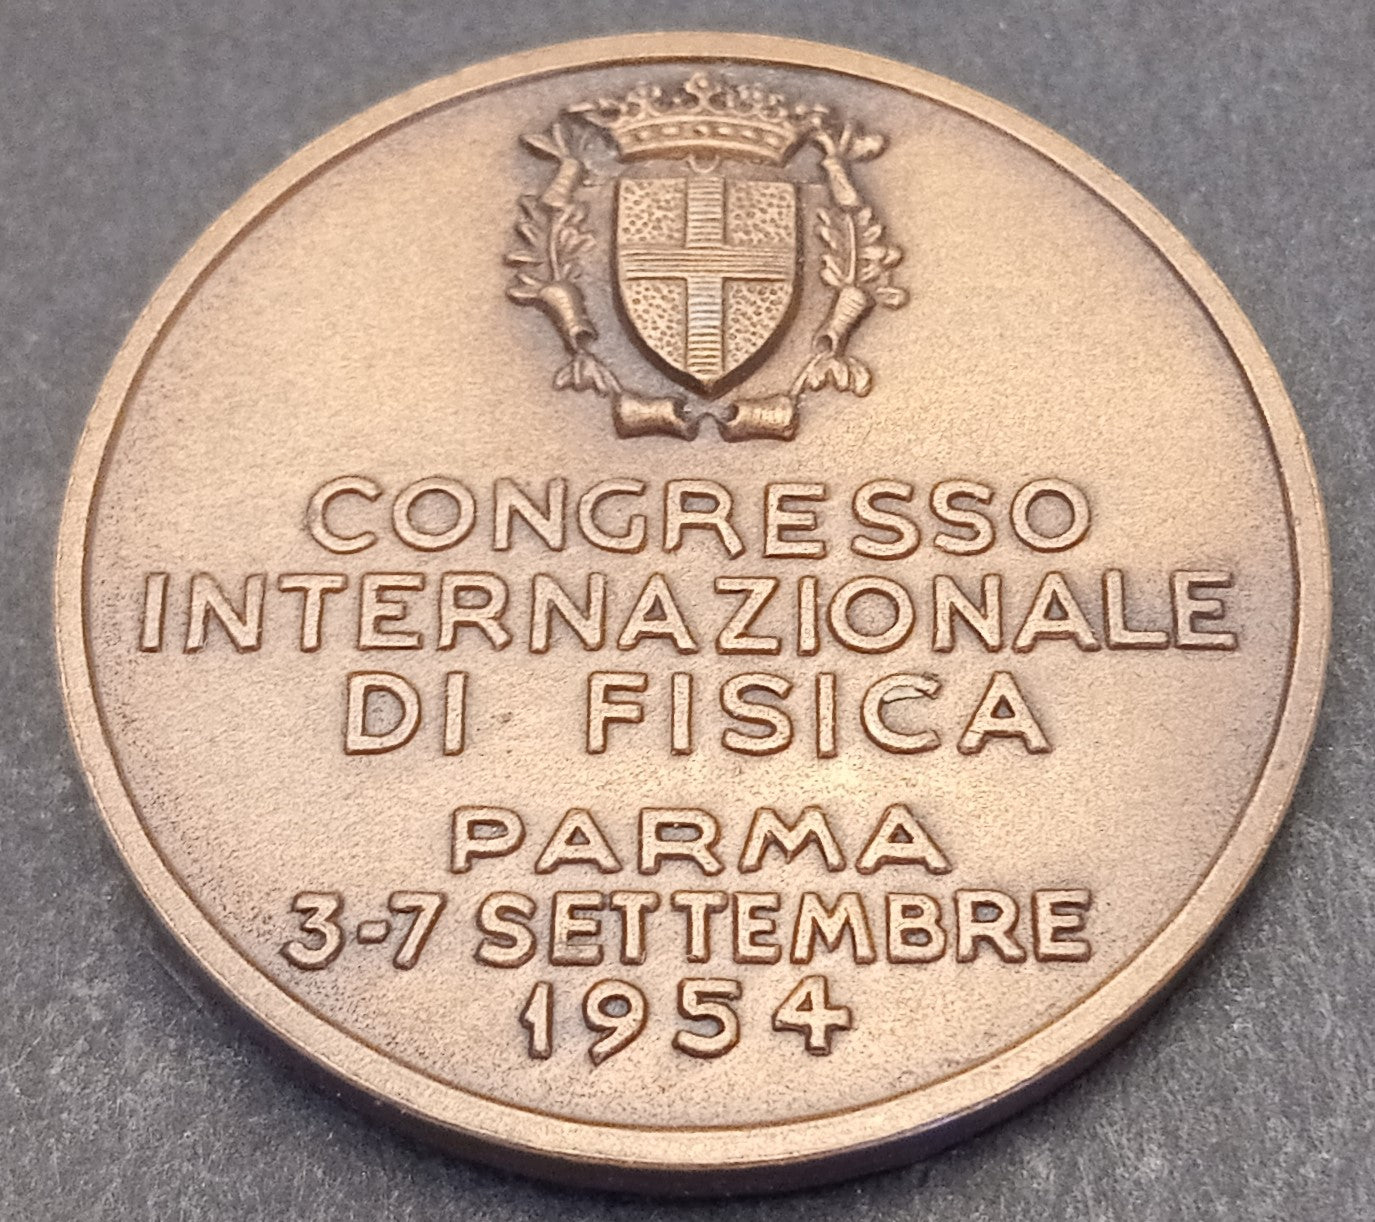 CONGRESSO
INTERNAZIONALE
DI FISICA
PARMA
3-7 SETTEMBRE
1954